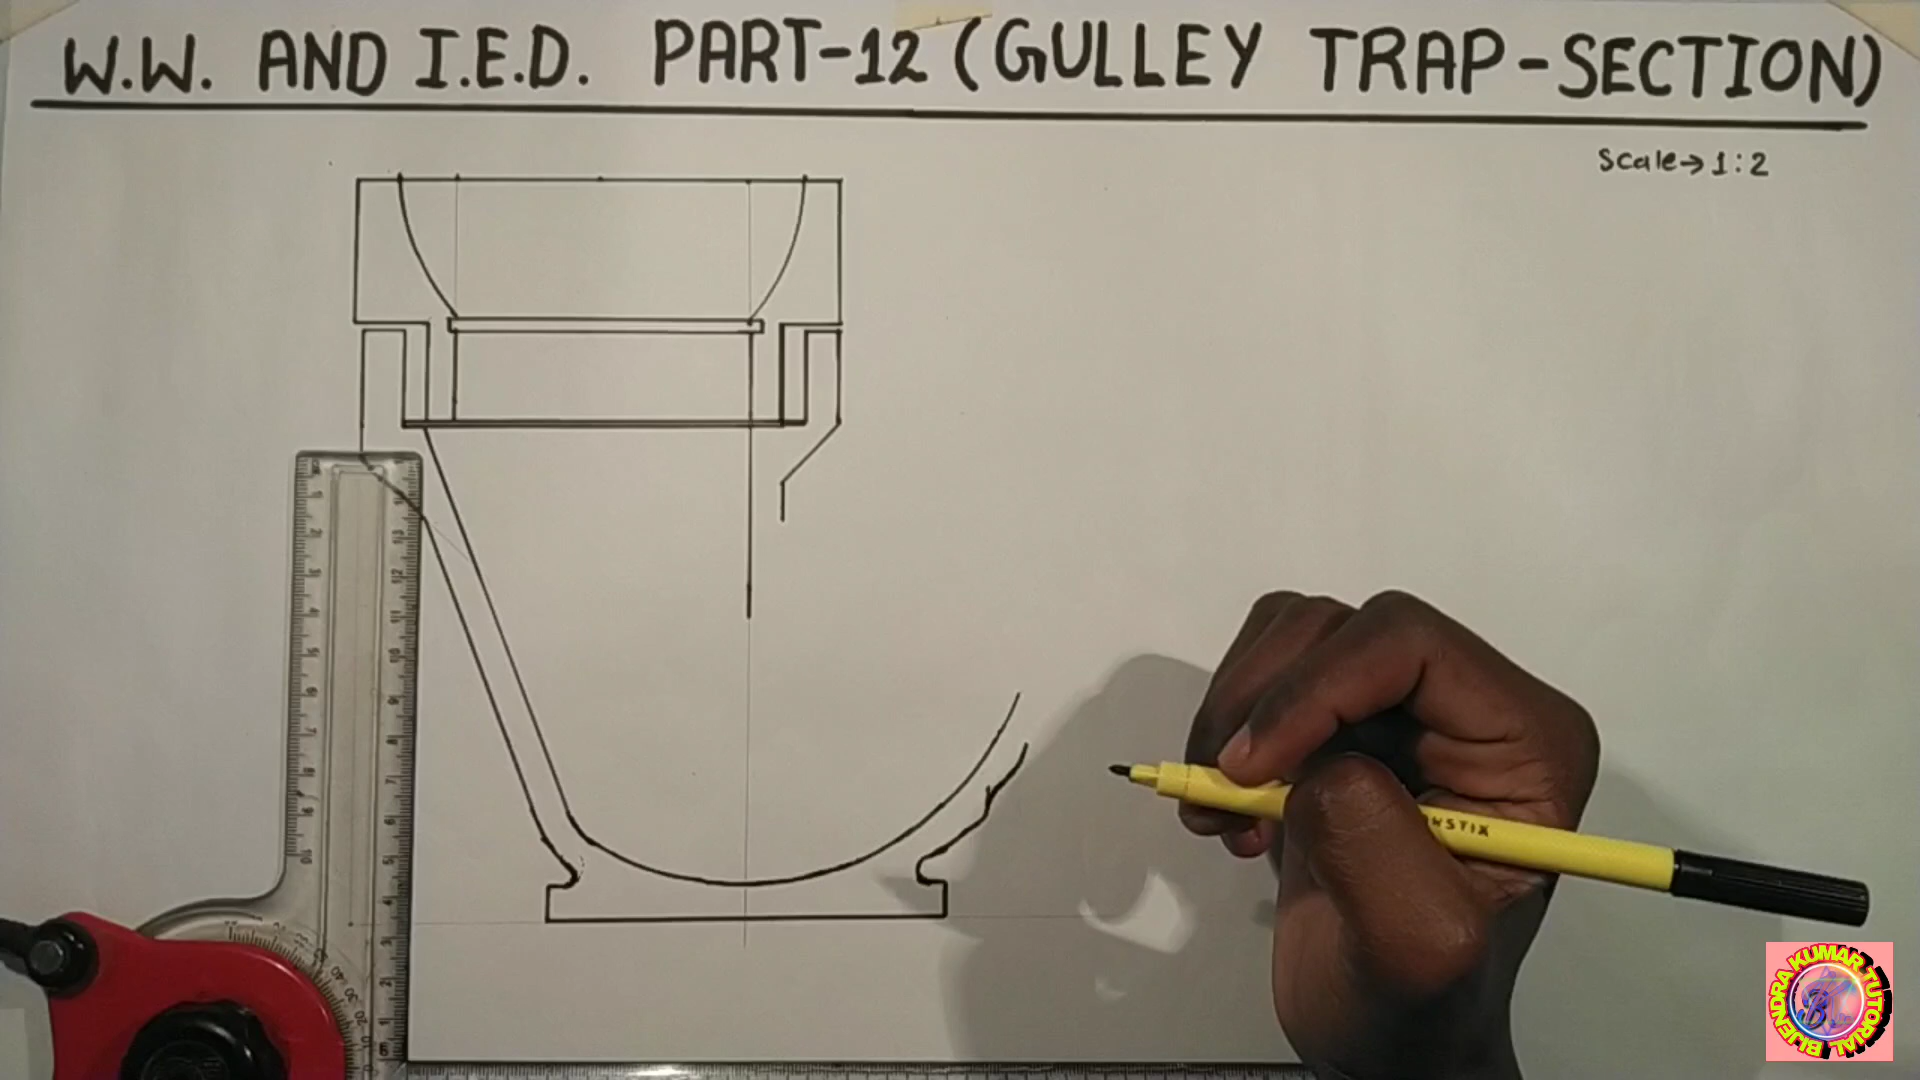 W.W. AND I.E.D. PART-12 (GULLEY TRAP-SECTION)
Scale→1:2
BIJENDRA KUMAR TUTORIAL